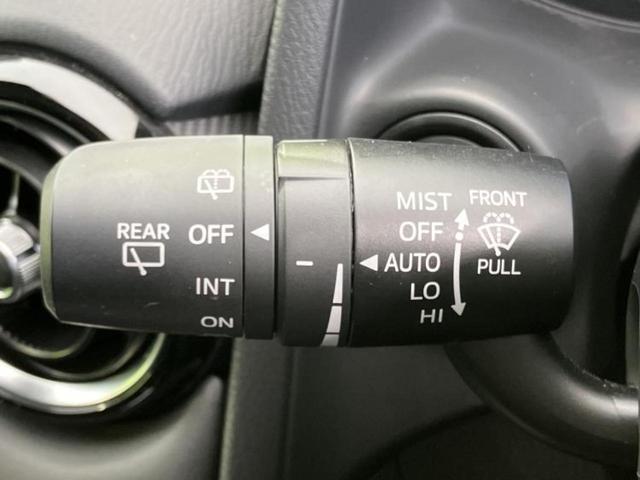 REAR
OFF
INT
ON
MIST
OFF
AUTO
LO
HI
FRONT
PULL